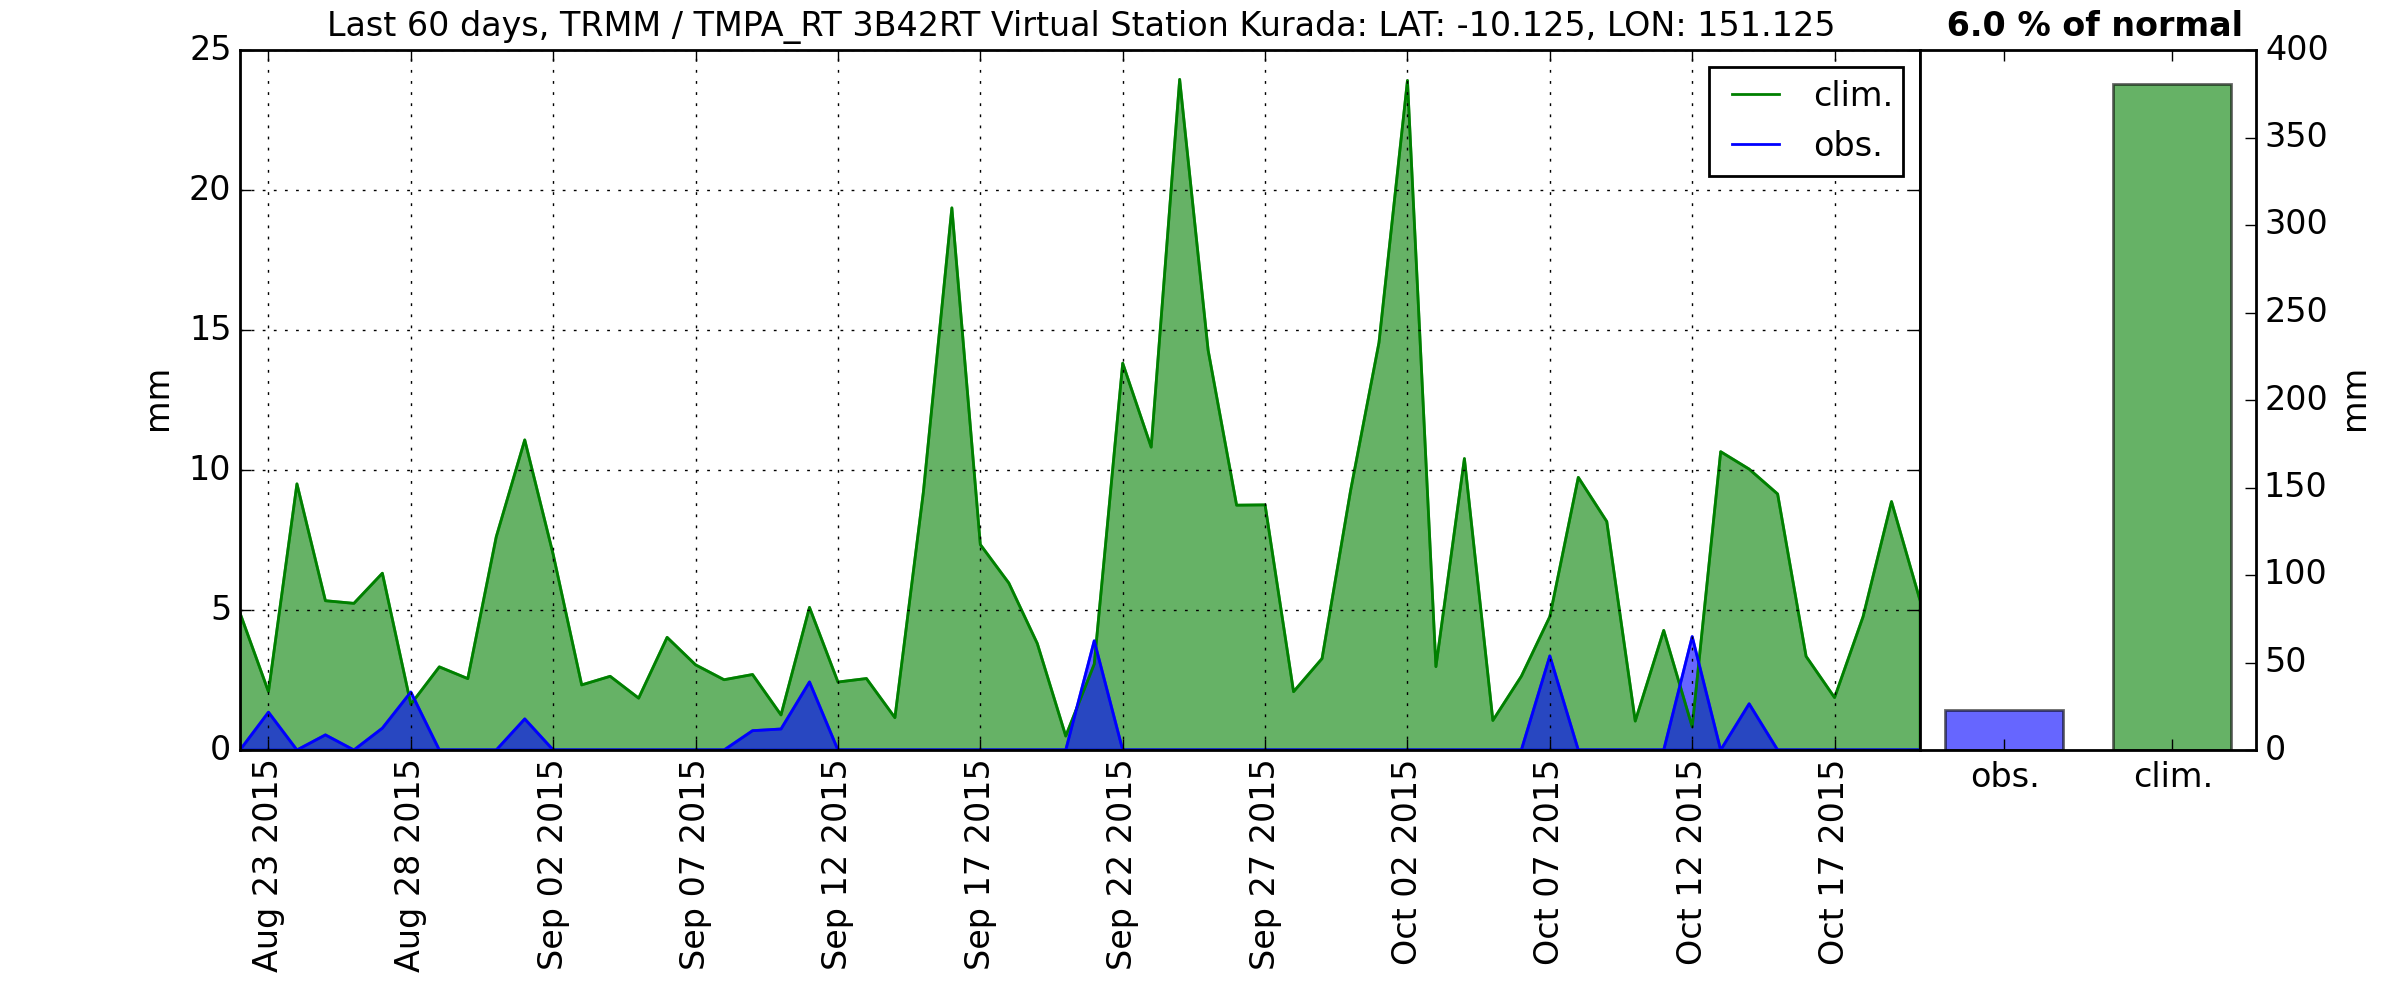 Last 60 days, TRMM / TMPA_RT 3B42RT Virtual Station Kurada: LAT: -10.125, LON: 151.125
6.0 % of normal
25
20
15
10
5
0
mm
clim.
obs.
400
350
300
250
200
150
100
50
0
mm
obs.
clim.
Aug 23 2015
Aug 28 2015
Sep 02 2015
Sep 07 2015
Sep 12 2015
Sep 17 2015
Sep 22 2015
Sep 27 2015
Oct 02 2015
Oct 07 2015
Oct 12 2015
Oct 17 2015